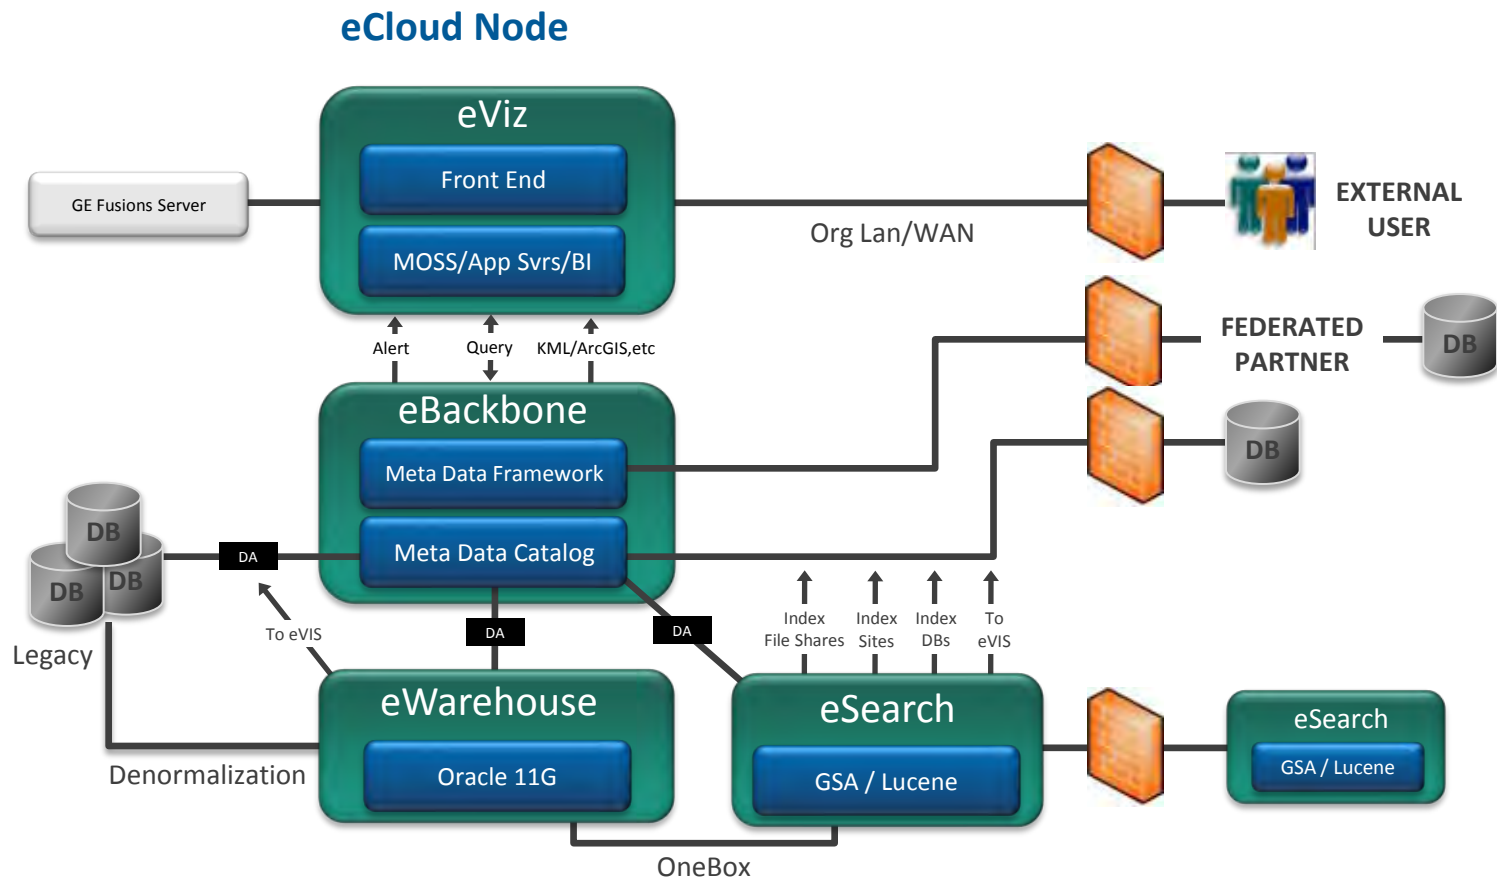 eCloud Node
eViz
Front End
MOSS/App Svrs/BI
GE Fusions Server
Org Lan/WAN
EXTERNAL
USER
Alert
Query
KML/ArcGIS,etc
FEDERATED
PARTNER
DB
eBackbone
Meta Data Framework
Meta Data Catalog
DB
DB
DB
DB
Legacy
DA
To eVIS
DA
DA
Index
File Shares
Index
Sites
Index
DBs
To
eVIS
eWarehouse
Oracle 11G
Denormalization
eSearch
GSA / Lucene
eSearch
GSA / Lucene
OneBox